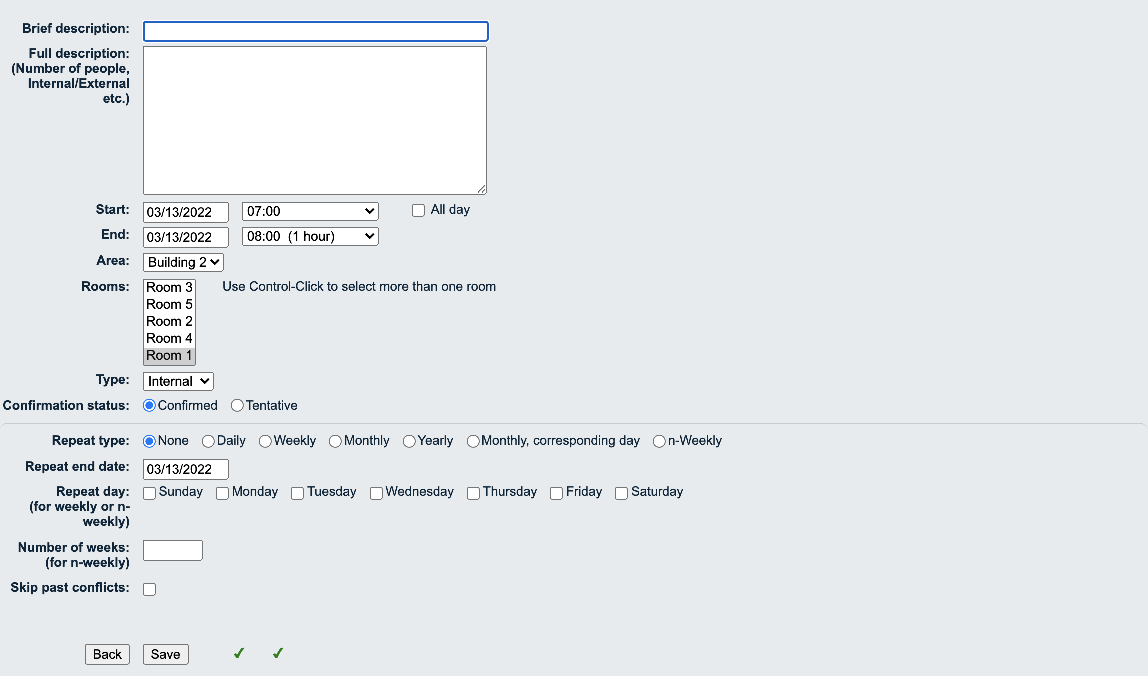 Brief description:
Full description:
(Number of people,
Internal/External
etc.)
Start: 03/13/2022 07:00 All day
End: 03/13/2022 08:00 (1 hour)
Area: Building 2
Rooms: Room 3 Use Control-Click to select more than one room
Room 5
Room 2
Room 4
Room 1
Type: Internal
Confirmation status: Confirmed Tentative
Repeat type: None Daily Weekly Monthly Yearly Monthly, corresponding day n-Weekly
Repeat end date: 03/13/2022
Repeat day: Sunday Monday Tuesday Wednesday Thursday Friday Saturday
(for weekly or n-
weekly)
Number of weeks:
(for n-weekly)
Skip past conflicts:
Back Save ✓ ✓